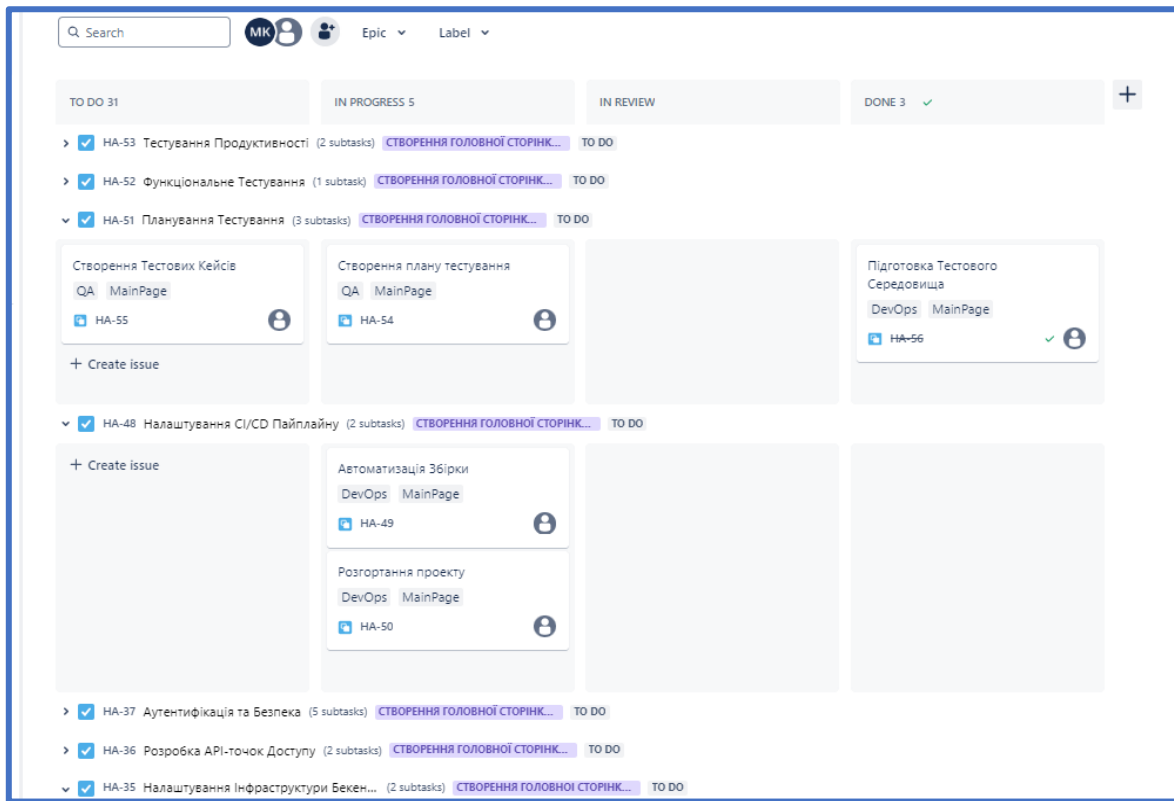 Search
MK
Epic
Label
TO DO 31
IN PROGRESS 5
IN REVIEW
DONE 3
HA-53 Тестування Продуктивності (2 subtasks) СТВОРЕННЯ ГОЛОВНОЇ СТОРІНК... TO DO
HA-52 Функціональне Тестування (1 subtask) СТВОРЕННЯ ГОЛОВНОЇ СТОРІНК... TO DO
HA-51 Планування Тестування (3 subtasks) СТВОРЕННЯ ГОЛОВНОЇ СТОРІНК... TO DO
Створення Тестових Кейсів
QA MainPage
HA-55
+ Create issue
Створення плану тестування
QA MainPage
HA-54
Підготовка Тестового
Середовища
DevOps MainPage
HA-56
HA-48 Налаштування CI/CD Пайплайну (2 subtasks) СТВОРЕННЯ ГОЛОВНОЇ СТОРІНК... TO DO
+ Create issue
Автоматизація Збірки
DevOps MainPage
HA-49
Розгортання проекту
DevOps MainPage
HA-50
HA-37 Аутентифікація та Безпека (5 subtasks) СТВОРЕННЯ ГОЛОВНОЇ СТОРІНК... TO DO
HA-36 Розробка API-точок Доступу (2 subtasks) СТВОРЕННЯ ГОЛОВНОЇ СТОРІНК... TO DO
HA-35 Налаштування Інфраструктури Бекен... (2 subtasks) СТВОРЕННЯ ГОЛОВНОЇ СТОРІНК... TO DO